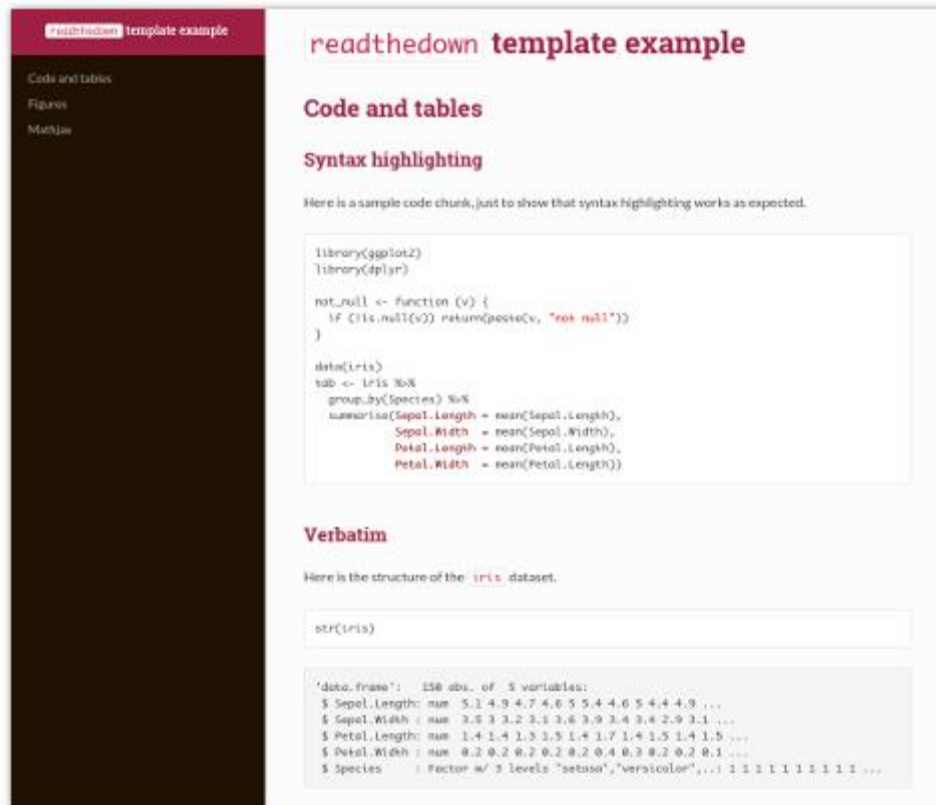 readthedown template example
Code and tables
Figures
Mathjax
readthedown template example
Code and tables
Syntax highlighting
Here is a sample code chunk, just to show that syntax highlighting works as expected.
library(ggplot2)
library(dplyr)
not_null <- function (v) {
if (!is.null(v)) return(paste(v, "not null"))
}
data(iris)
tab <- iris %>%
group_by(Species) %>%
summarise(Sepal.Length = mean(Sepal.Length),
Sepal.Width = mean(Sepal.Width),
Petal.Length = mean(Petal.Length),
Petal.Width = mean(Petal.Length))
Verbatim
Here is the structure of the iris dataset.
str(iris)
'data.frame': 150 obs. of 5 variables:
$ Sepal.Length: num 5.1 4.9 4.7 4.6 5 5.4 4.6 5 4.4 4.9 ...
$ Sepal.Width : num 3.5 3 3.2 3.1 3.6 3.9 3.4 3.4 2.9 3.1 ...
$ Petal.Length: num 1.4 1.4 1.3 1.5 1.4 1.7 1.4 1.5 1.4 1.5 ...
$ Petal.Width : num 0.2 0.2 0.2 0.2 0.2 0.4 0.3 0.2 0.2 0.1 ...
$ Species : Factor w/ 3 levels "setosa","versicolor",..: 1 1 1 1 1 1 1 1 1 1 ...